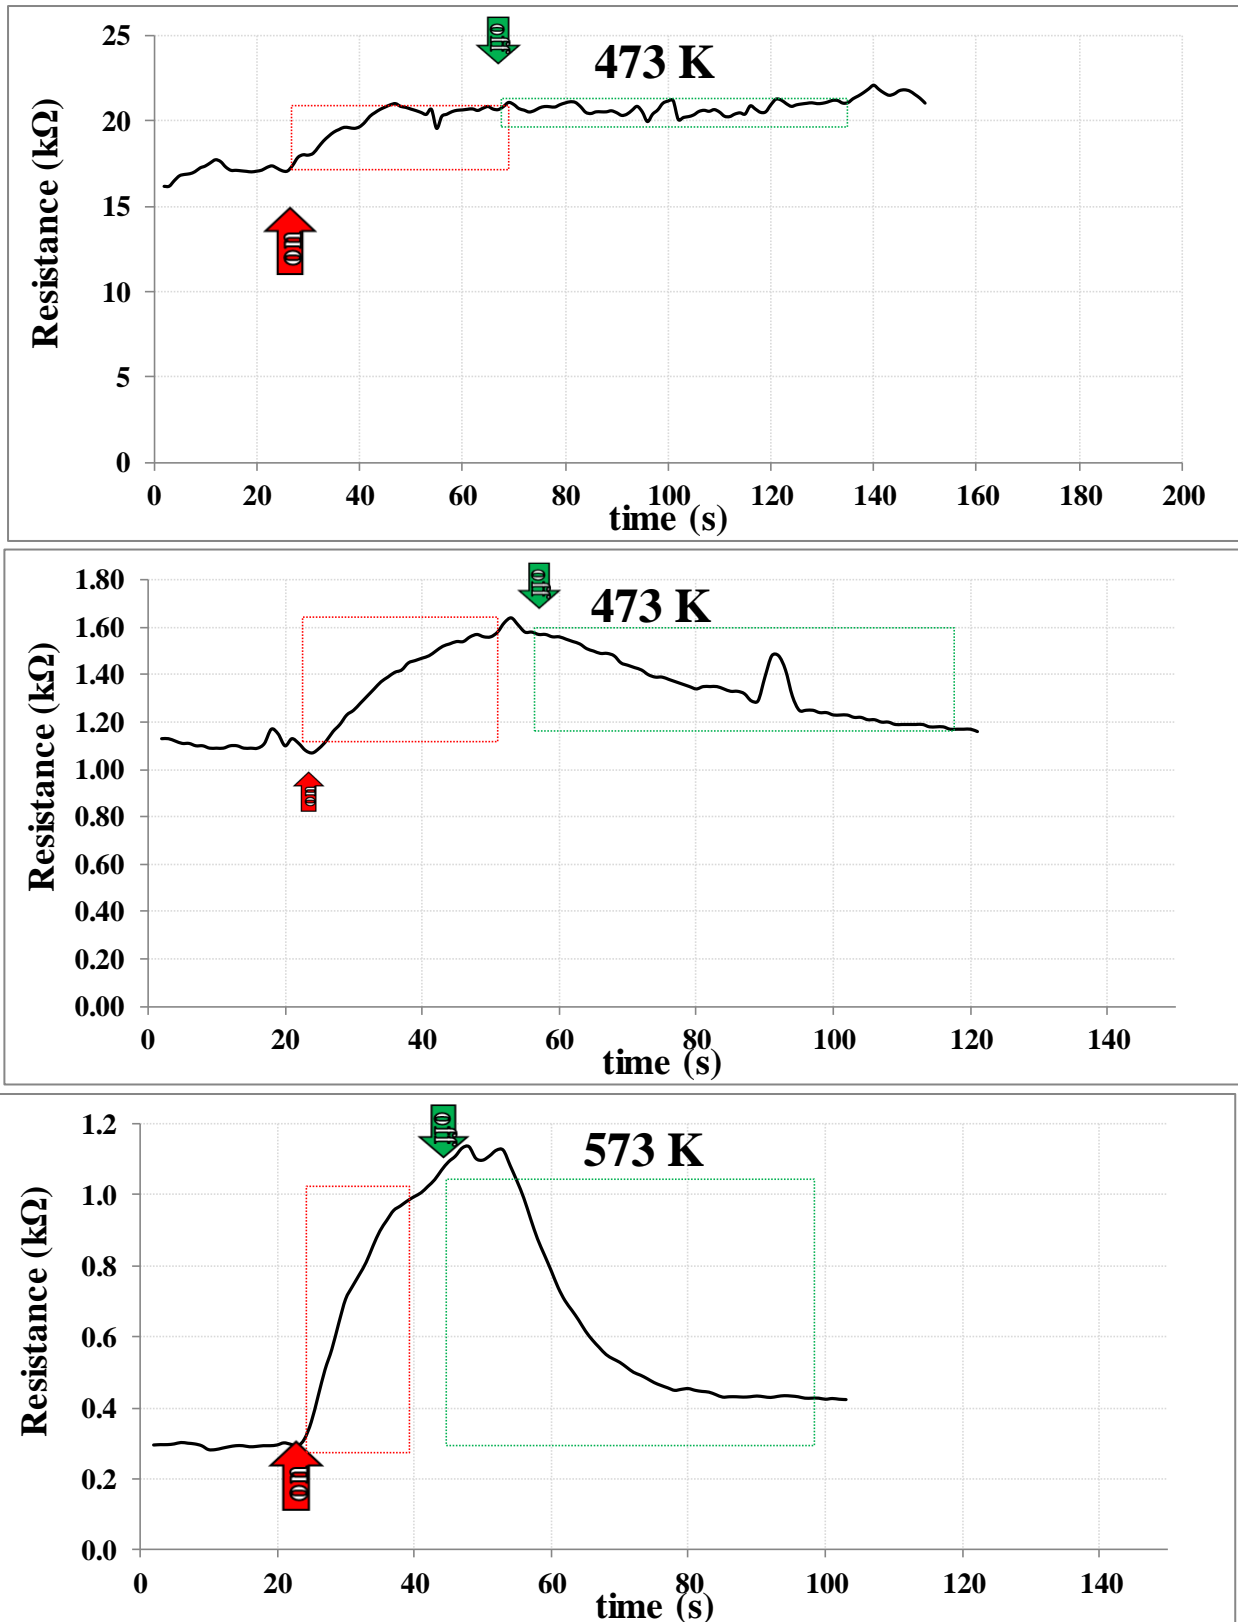 off
473 K
25
20
15
10
5
0
on
Resistance (kΩ)
0 20 40 60 80 100 120 140 160 180 200
time (s)
off
473 K
1.80
1.60
1.40
1.20
1.00
0.80
0.60
0.40
0.20
0.00
on
Resistance (kΩ)
0 20 40 60 80 100 120 140
time (s)
off
573 K
1.2
1.0
0.8
0.6
0.4
0.2
0.0
on
Resistance (kΩ)
0 20 40 60 80 100 120 140
time (s)